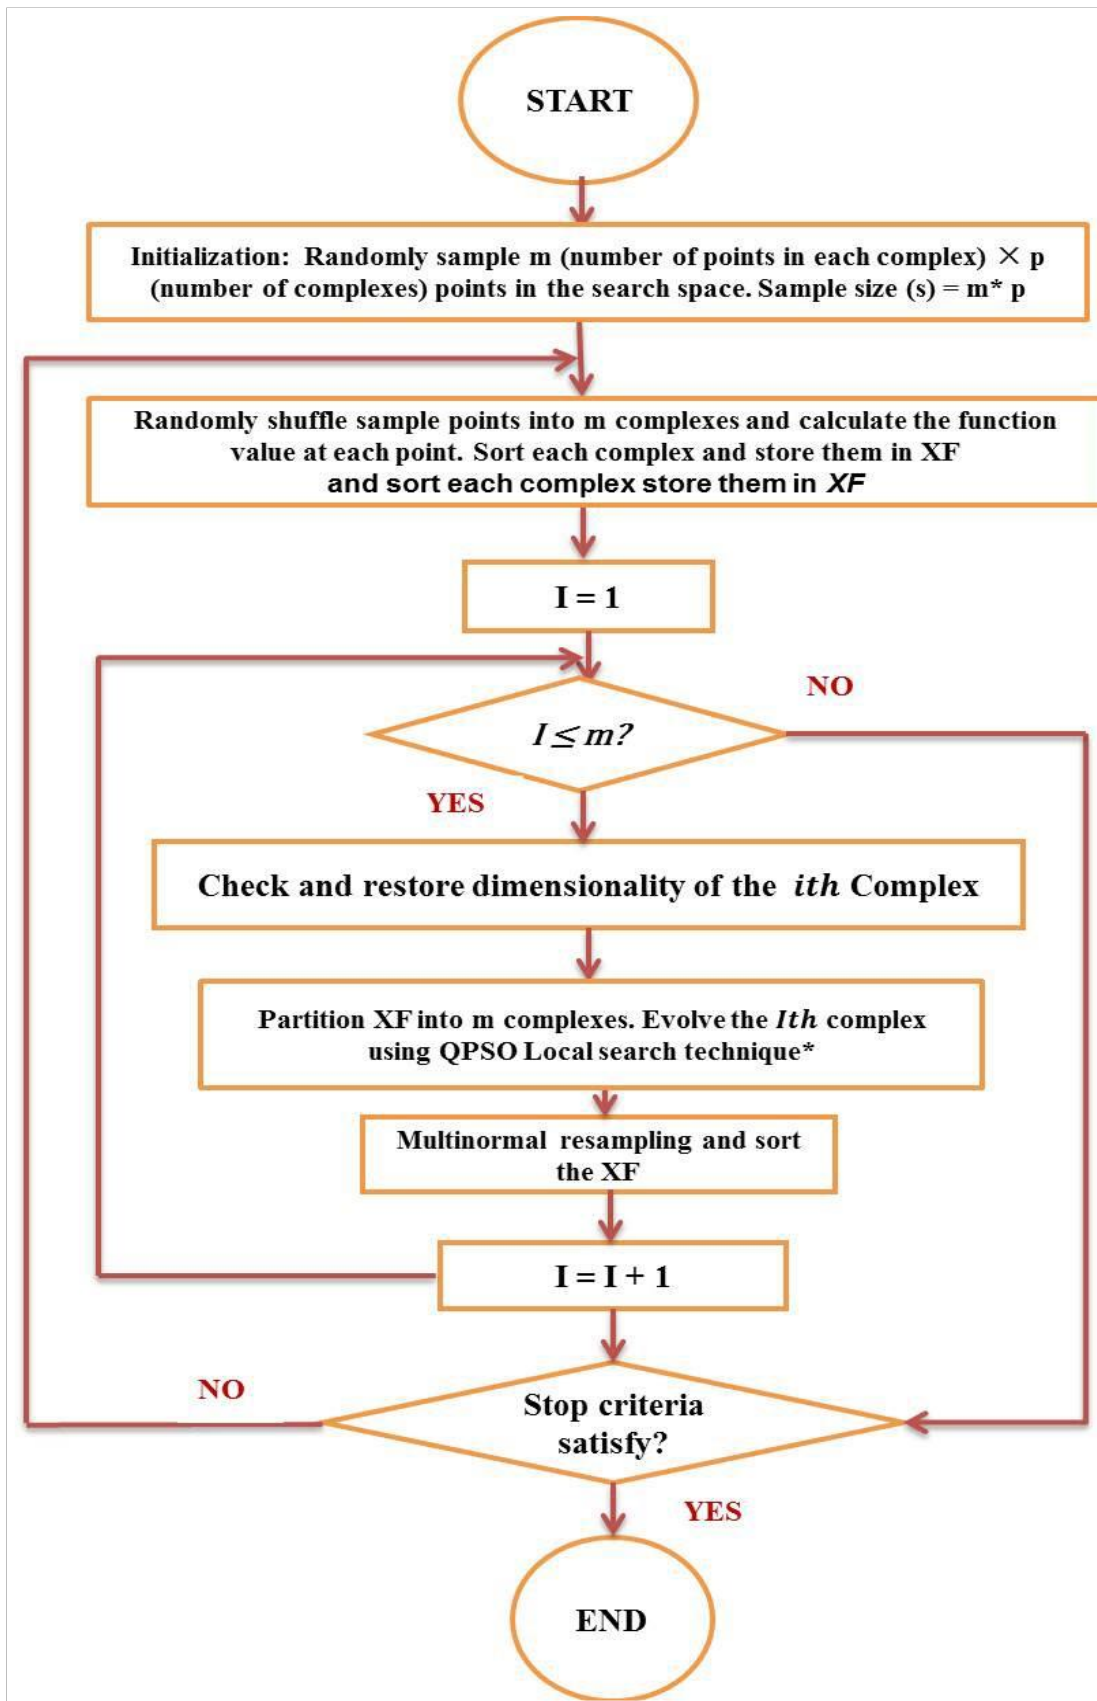 START
Initialization: Randomly sample m (number of points in each complex) × p
(number of complexes) points in the search space. Sample size (s) = m* p
Randomly shuffle sample points into m complexes and calculate the function
value at each point. Sort each complex and store them in XF
and sort each complex store them in XF
I = 1
NO
I ≤ m?
YES
Check and restore dimensionality of the ith Complex
Partition XF into m complexes. Evolve the Ith complex
using QPSO Local search technique*
Multinormal resampling and sort
the XF
I = I + 1
NO
Stop criteria
satisfy?
YES
END